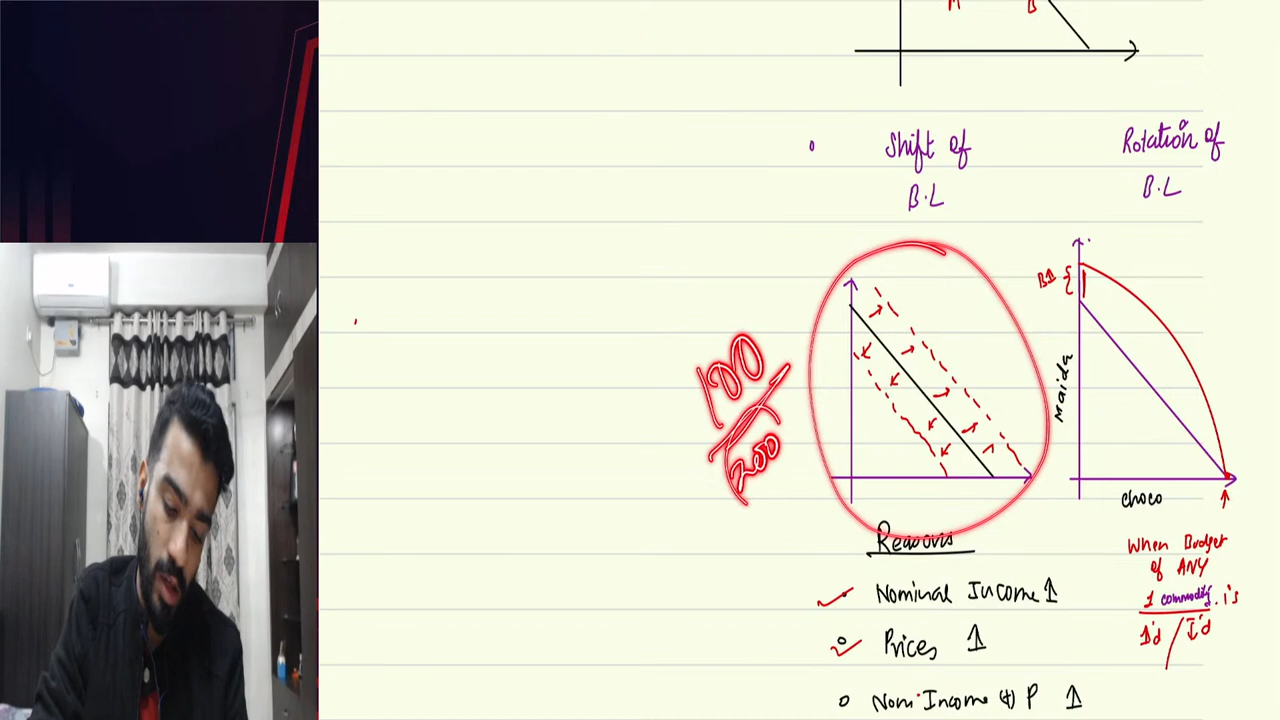 M B
Shift of
B.L
Rotation of
B.L
100
200
Maida
Choco
Reasons
Nominal Income ↑
Prices ↑
Nom. Income & P ↑
When Budget
of ANY
1 commodity is
↑'d / I'd